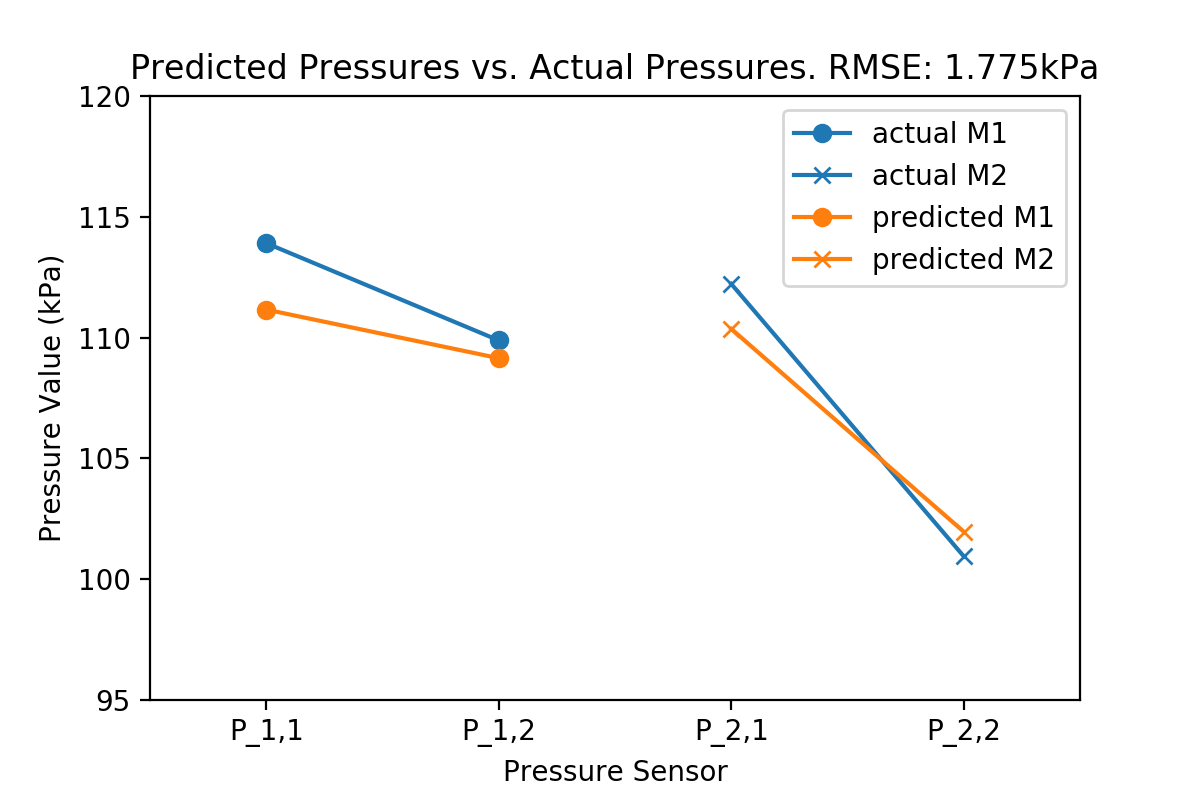 Predicted Pressures vs. Actual Pressures. RMSE: 1.775kPa
120
115
110
105
100
95
Pressure Value (kPa)
actual M1
actual M2
predicted M1
predicted M2
P_1,1 P_1,2 P_2,1 P_2,2
Pressure Sensor